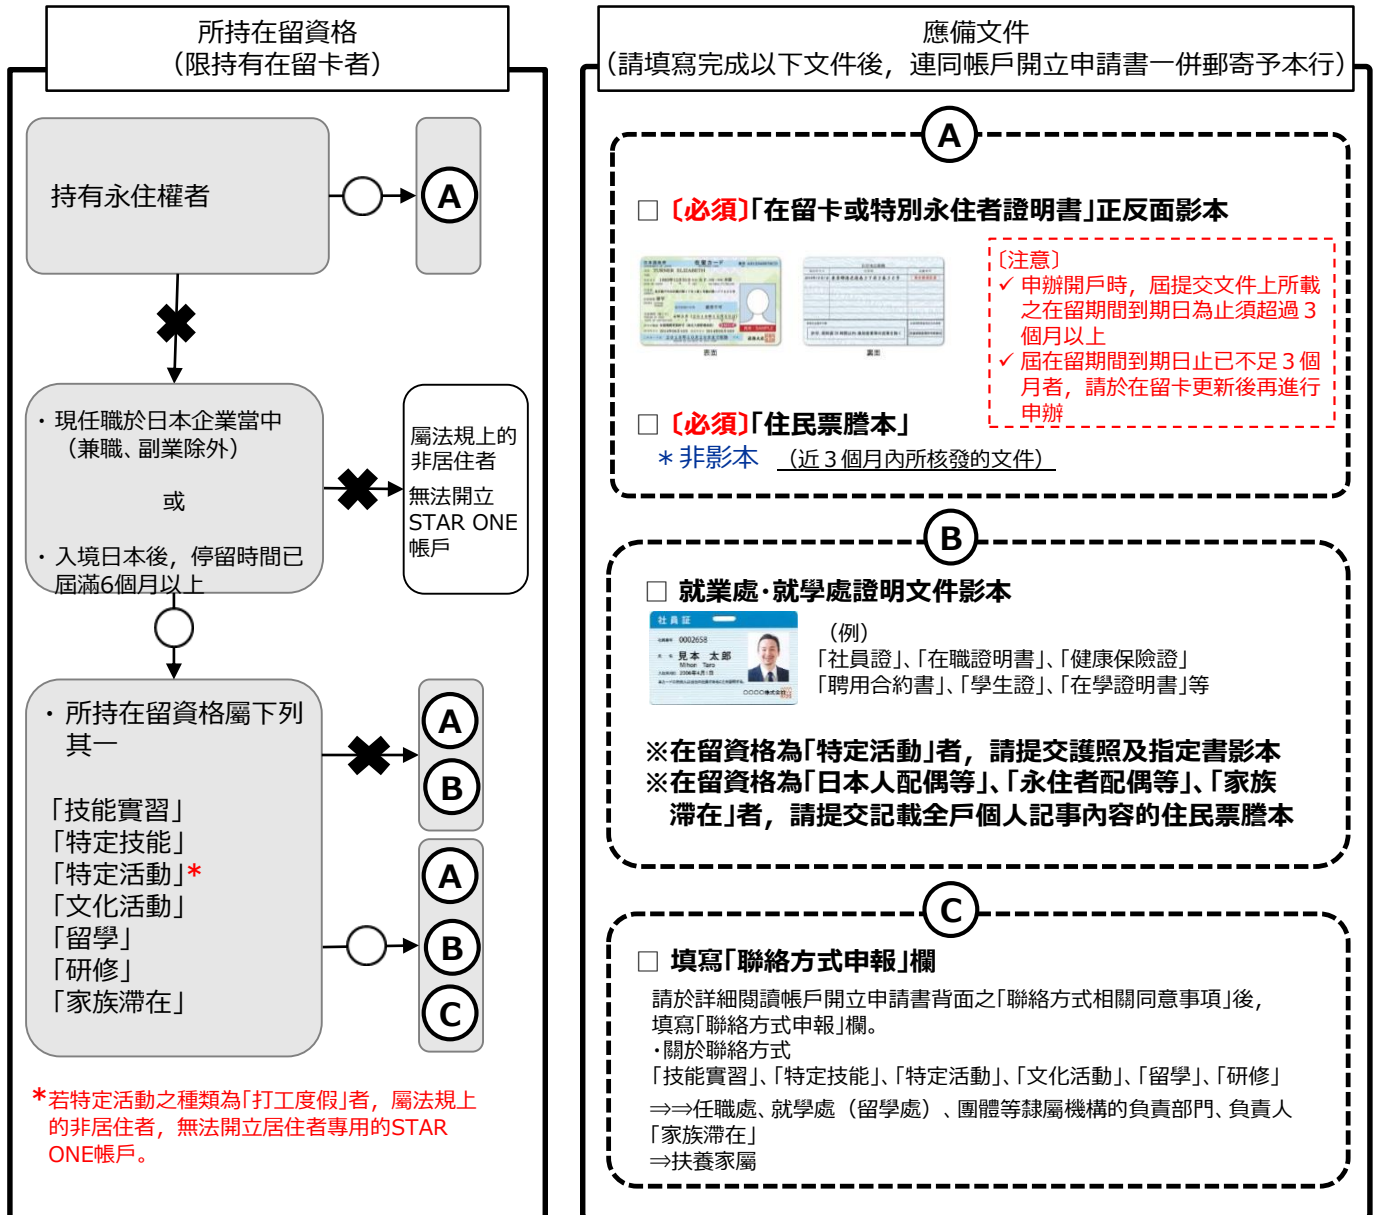 所持在留資格
（限持有在留卡者）
持有永住權者
A
・現任職於日本企業當中
（兼職、副業除外）
或
・入境日本後，停留時間已
屆滿6個月以上
屬法規上的
非居住者
無法開立
STAR ONE
帳戶
・所持在留資格屬下列
其一
「技能實習」
「特定技能」
「特定活動」*
「文化活動」
「留學」
「研修」
「家族滯在」
A
B
A
B
C
*若特定活動之種類為「打工度假」者，屬法規上
的非居住者，無法開立居住者專用的STAR
ONE帳戶。
應備文件
（請填寫完成以下文件後，連同帳戶開立申請書一併郵寄予本行）
A
□〔必須〕「在留卡或特別永住者證明書」正反面影本
TURNER ELIZABETH
表面
裏面
〔注意〕
✓申辦開戶時，屆提交文件上所載
之在留期間到期日為止須超過３
個月以上
✓屆在留期間到期日止已不足３個
月者，請於在留卡更新後再進行
申辦
□〔必須〕「住民票謄本」
＊非影本　（近３個月內所核發的文件）
B
□ 就業處･就學處證明文件影本
社員証
0002658
見本　太郎
Mihon Taro
〇〇〇〇株式会社
（例）
「社員證」、「在職證明書」、「健康保險證」
「聘用合約書」、「學生證」、「在學證明書」等
※在留資格為「特定活動」者，請提交護照及指定書影本
※在留資格為「日本人配偶等」、「永住者配偶等」、「家族
滯在」者，請提交記載全戶個人記事內容的住民票謄本
C
□ 填寫「聯絡方式申報」欄
請於詳細閱讀帳戶開立申請書背面之「聯絡方式相關同意事項」後，
填寫「聯絡方式申報」欄。
･關於聯絡方式
「技能實習」、「特定技能」、「特定活動」、「文化活動」、「留學」、「研修」
⇒⇒任職處、就學處（留學處）、團體等隸屬機構的負責部門、負責人
「家族滯在」
⇒扶養家屬